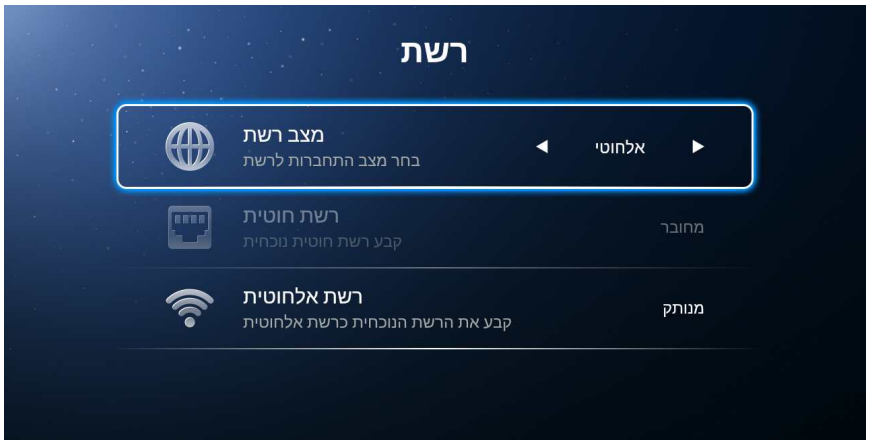 רשת
מצב רשת
בחר מצב התחברות לרשת
אלחוטי
רשת חוטית
קבע רשת חוטית נוכחית
מחובר
רשת אלחוטית
קבע את הרשת הנוכחית כרשת אלחוטית
מנותק